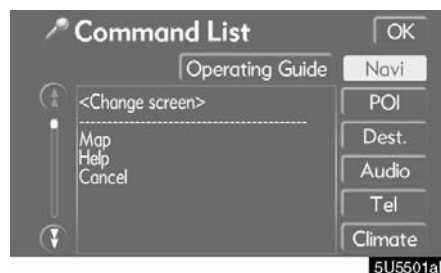 Command List
OK
Operating Guide
Navi
<Change screen>
POI
Map
Dest.
Help
Cancel
Audio
Tel
Climate
5U5501a